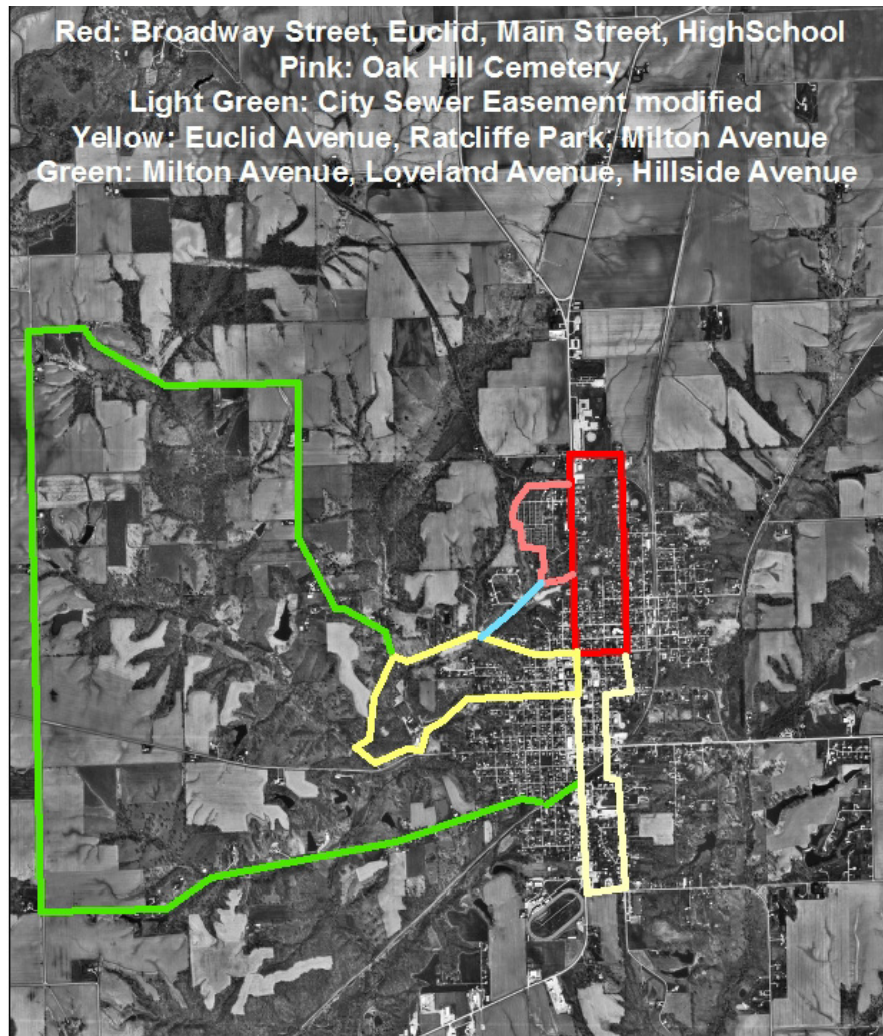 Red: Broadway Street, Euclid, Main Street, HighSchool
Pink: Oak Hill Cemetery
Light Green: City Sewer Easement modified
Yellow: Euclid Avenue, Ratcliffe Park, Milton Avenue
Green: Milton Avenue, Loveland Avenue, Hillside Avenue